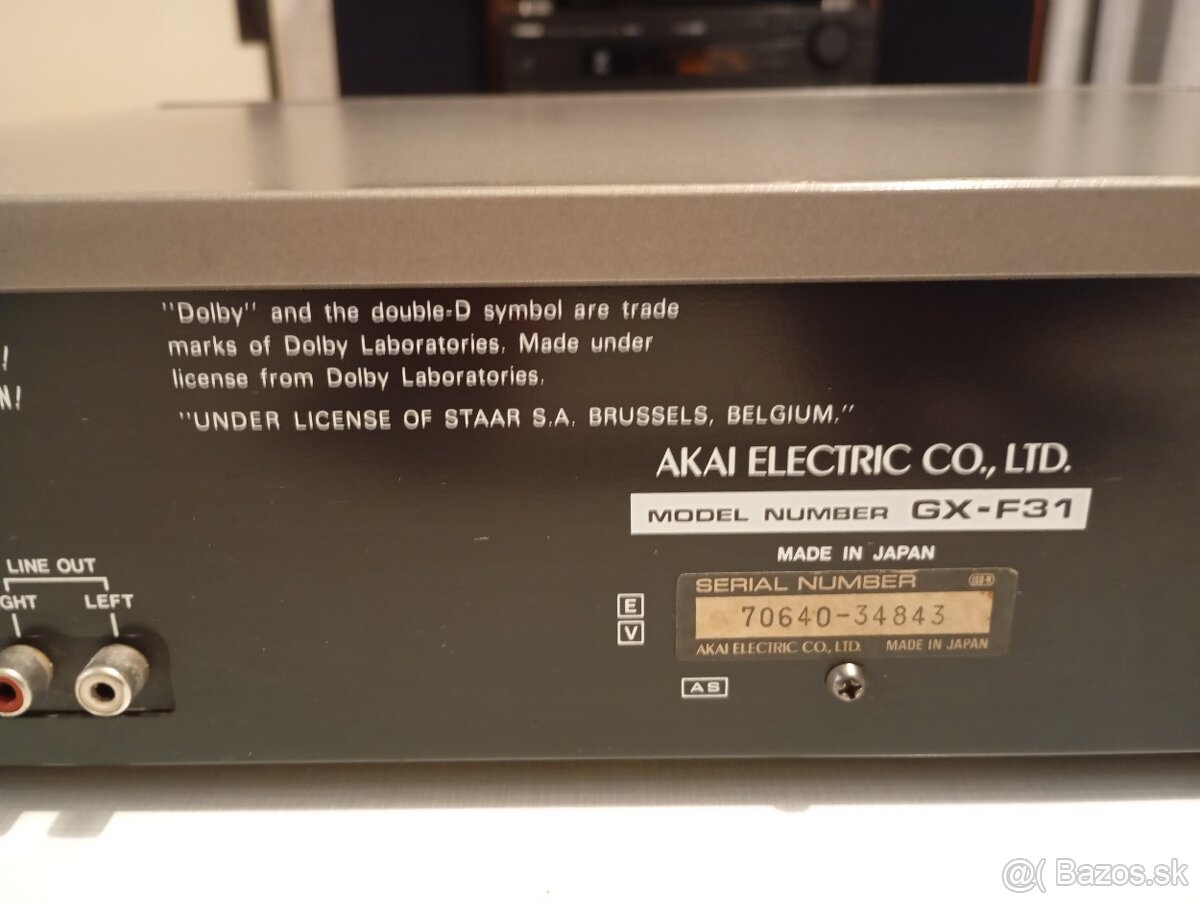 "Dolby" and the double-D symbol are trade
marks of Dolby Laboratories. Made under
license from Dolby Laboratories.
"UNDER LICENSE OF STAAR S.A. BRUSSELS, BELGIUM."
AKAI ELECTRIC CO., LTD.
MODEL NUMBER GX-F31
MADE IN JAPAN
LINE OUT
GHT LEFT
E
V
SERIAL NUMBER
70640-34843
AKAI ELECTRIC CO., LTD. MADE IN JAPAN
AS
N!
@( Bazos.sk